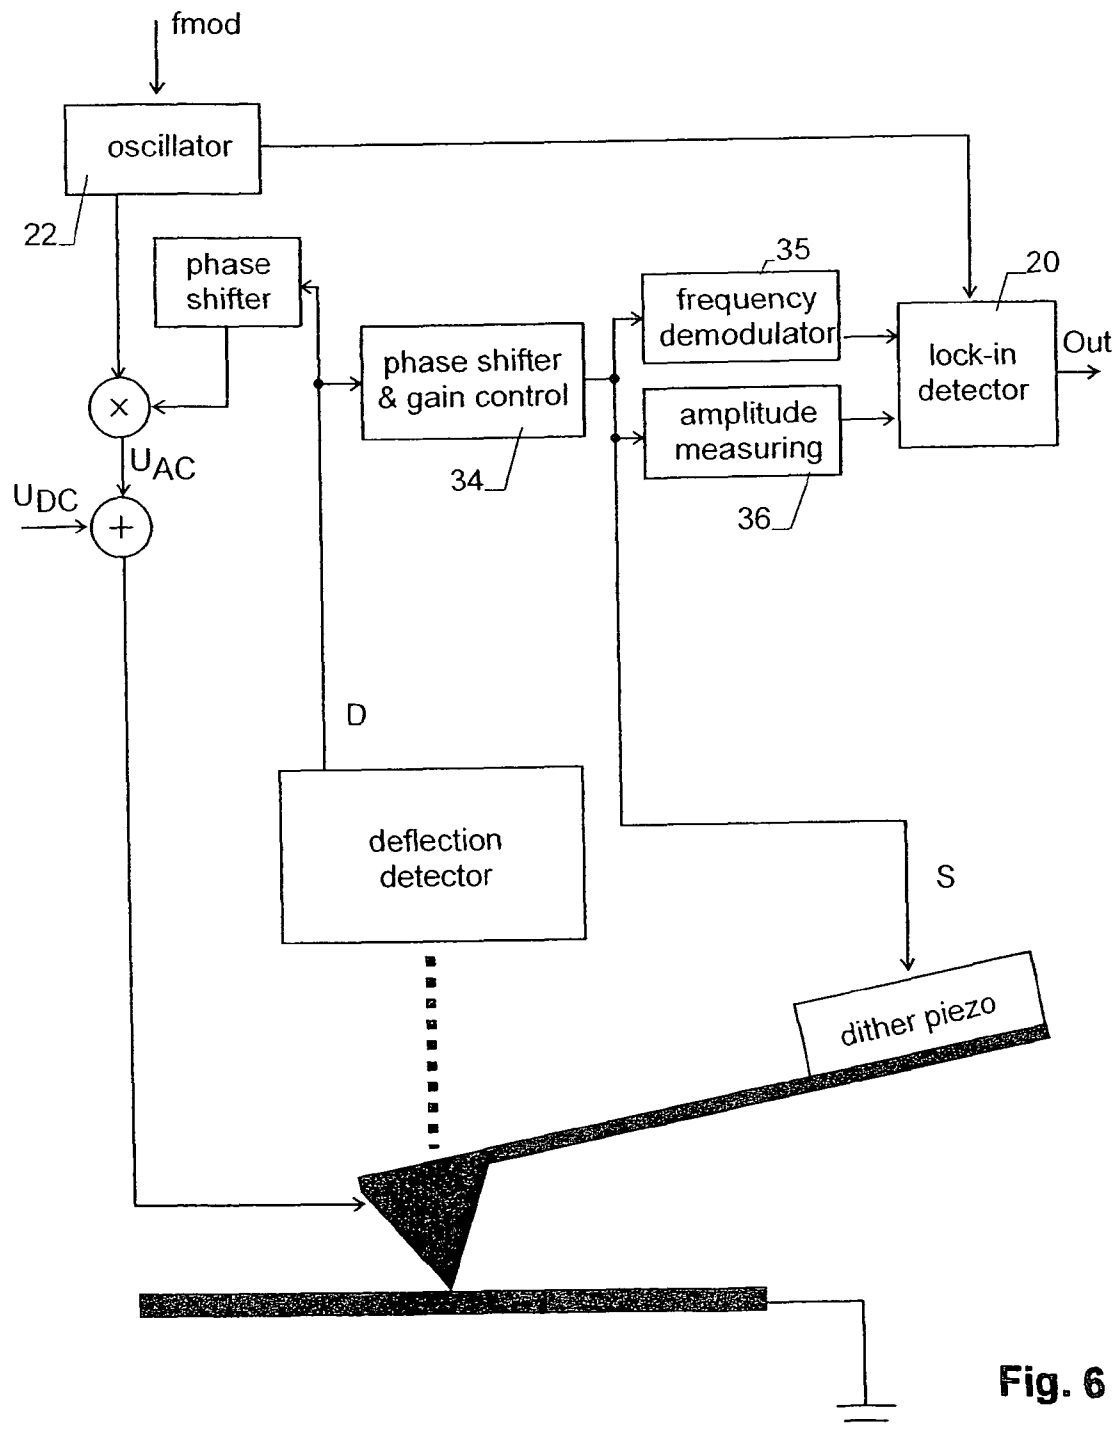 fmod
oscillator
22
phase
shifter
35
frequency
demodulator
20
lock-in
detector
Out
phase shifter
& gain control
34
amplitude
measuring
36
×
UAC
UDC
+
D
deflection
detector
S
dither piezo
Fig. 6